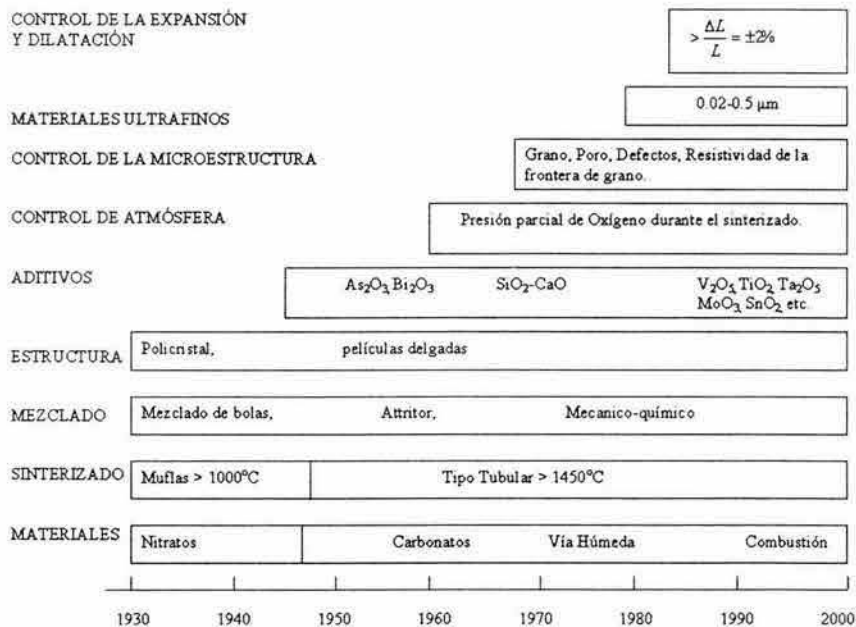 CONTROL DE LA EXPANSIÓN
Y DILATACIÓN
> ΔL/L = ±2%
MATERIALES ULTRAFINOS
0.02-0.5 µm
CONTROL DE LA MICROESTRUCTURA
Grano, Poro, Defectos, Resistividad de la
frontera de grano.
CONTROL DE ATMÓSFERA
Presión parcial de Oxígeno durante el sinterizado.
ADITIVOS
As₂O₃, Bi₂O₃ SiO₂-CaO V₂O₅, TiO₂, Ta₂O₅
MoO₃, SnO₂, etc.
ESTRUCTURA
Policristal, películas delgadas
MEZCLADO
Mezclado de bolas, Attritor, Mecanico-químico
SINTERIZADO
Muflas > 1000°C Tipo Tubular > 1450°C
MATERIALES
Nitratos Carbonatos Vía Húmeda Combustión
1930 1940 1950 1960 1970 1980 1990 2000